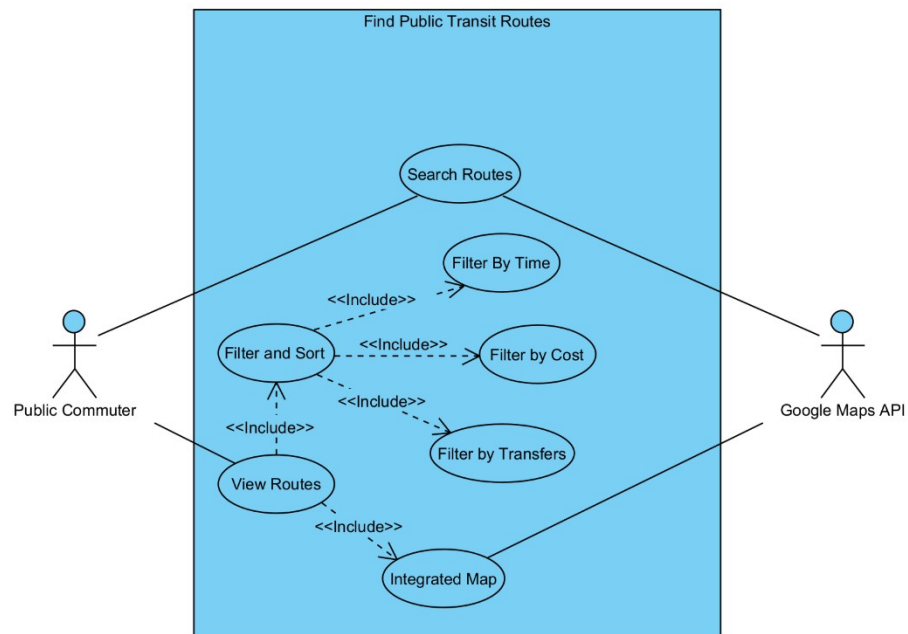 Find Public Transit Routes
Search Routes
Filter By Time
<<Include>>
Filter and Sort
<<Include>>
Filter by Cost
Public Commuter
Google Maps API
<<Include>>
<<Include>>
Filter by Transfers
View Routes
<<Include>>
Integrated Map